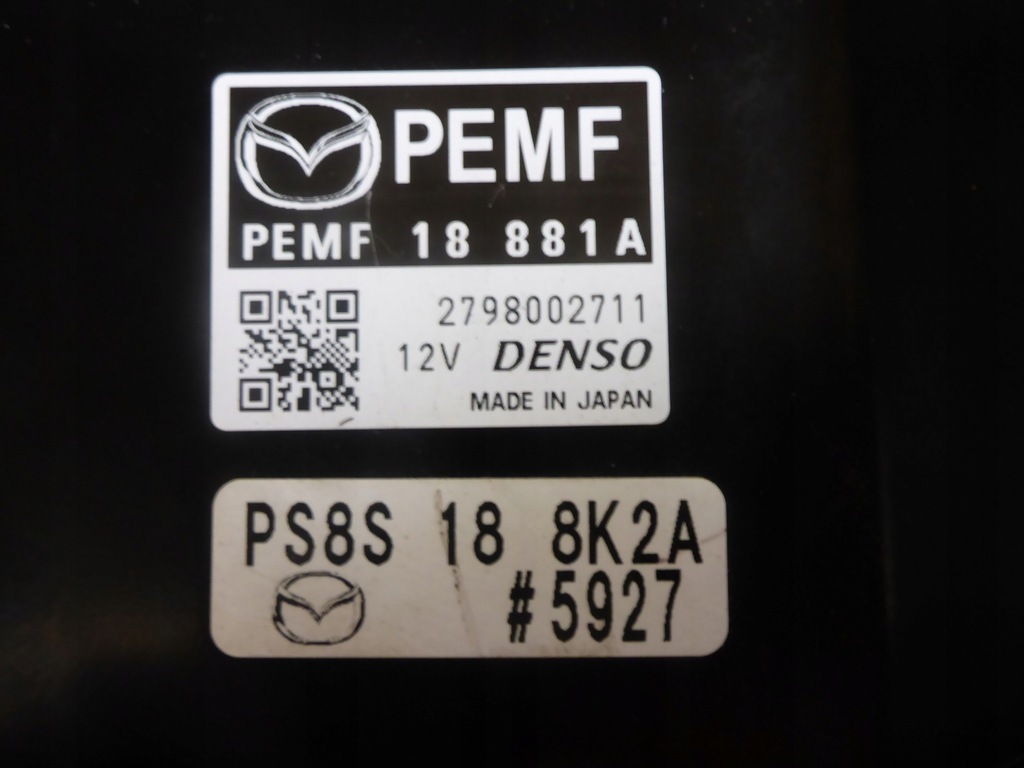 PEMF
PEMF 18 881A
2798002711
12V DENSO
MADE IN JAPAN
PS8S 18 8K2A
#5927